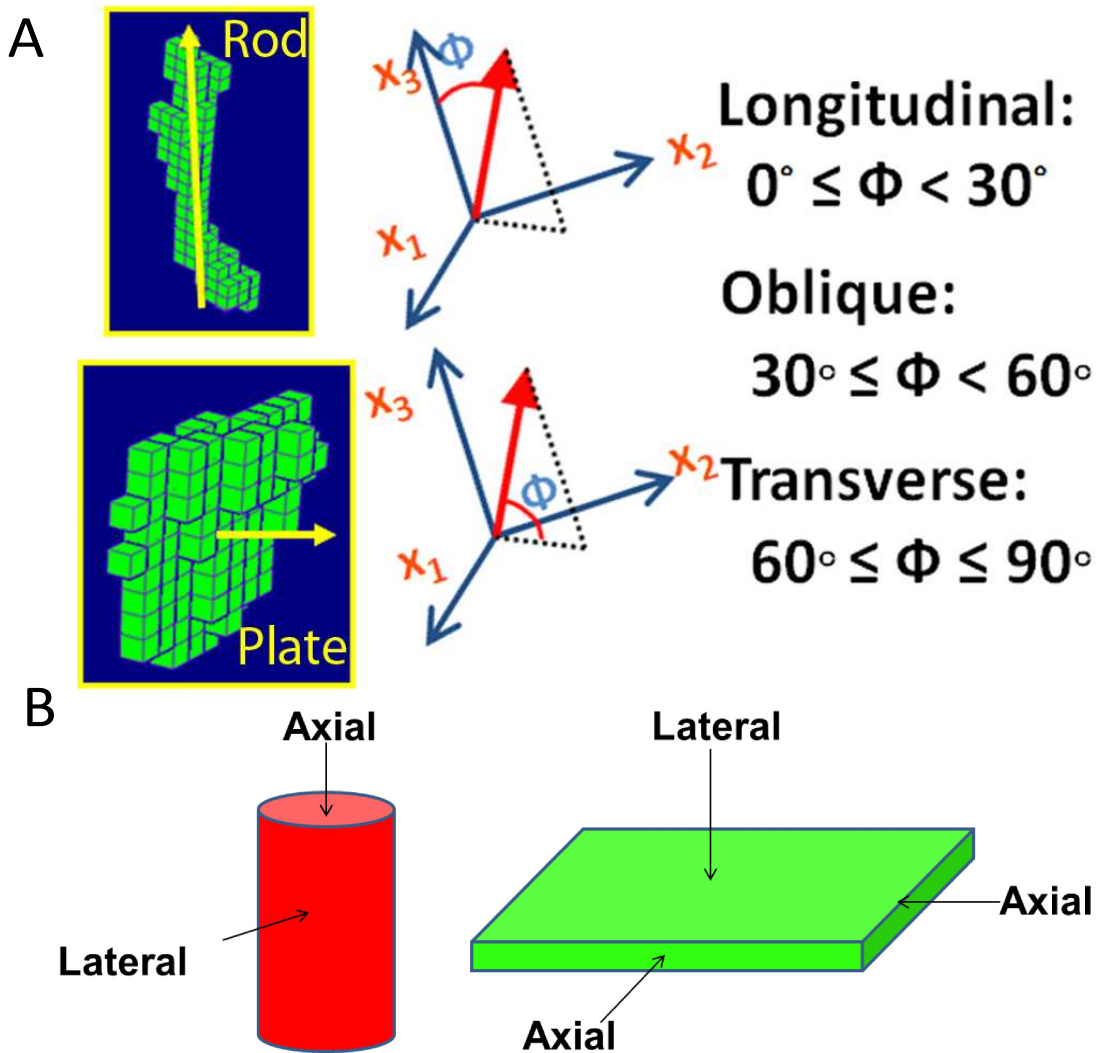 A
Rod
x3
Φ
x2
x1
Longitudinal:
0° ≤ Φ < 30°
Oblique:
30° ≤ Φ < 60°
Transverse:
60° ≤ Φ ≤ 90°
x3
Φ
x2
x1
Plate
B
Axial
Lateral
Lateral
Axial
Axial